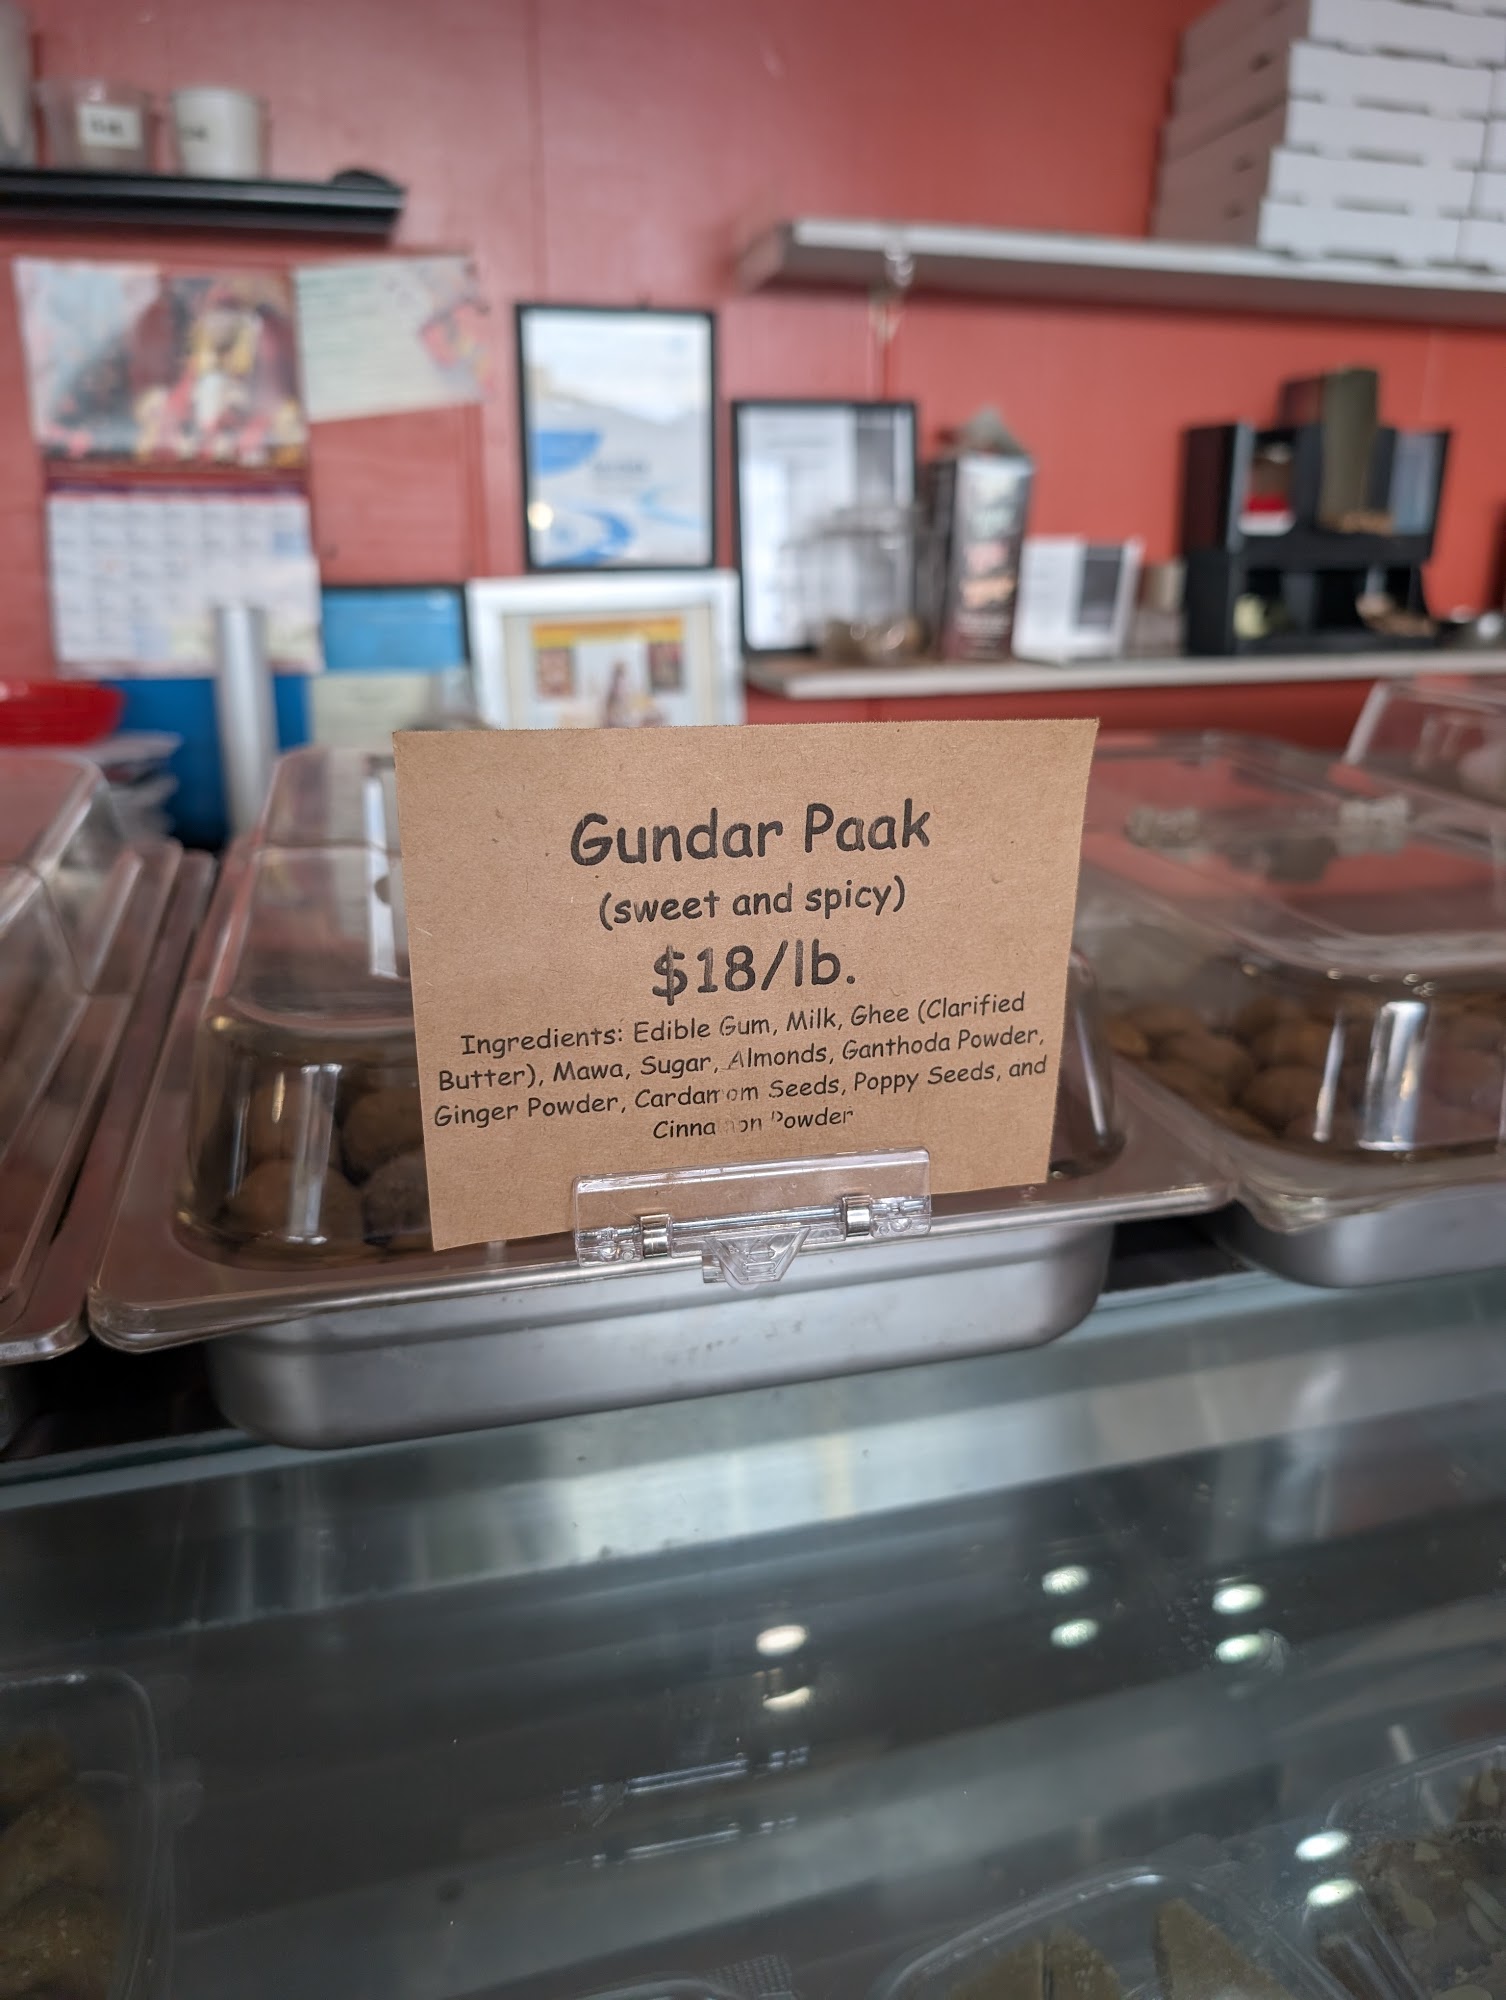 Gundar Paak
(sweet and spicy)
$18/lb.
Ingredients: Edible Gum, Milk, Ghee (Clarified
Butter), Mawa, Sugar, Almonds, Ganthoda Powder,
Ginger Powder, Cardamom Seeds, Poppy Seeds, and
Cinnamon Powder